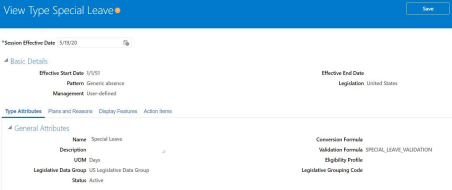 View Type Special Leave
Save
*Session Effective Date 5/19/20
Basic Details
Effective Start Date 1/1/51
Effective End Date
Pattern Generic absence
Legislation United States
Management User-defined
Type Attributes Plans and Reasons Display Features Action Items
General Attributes
Name Special Leave
Conversion Formula
Description
Validation Formula SPECIAL_LEAVE_VALIDATION
UOM Days
Eligibility Profile
Legislative Data Group US Legislative Data Group
Legislative Grouping Code
Status Active